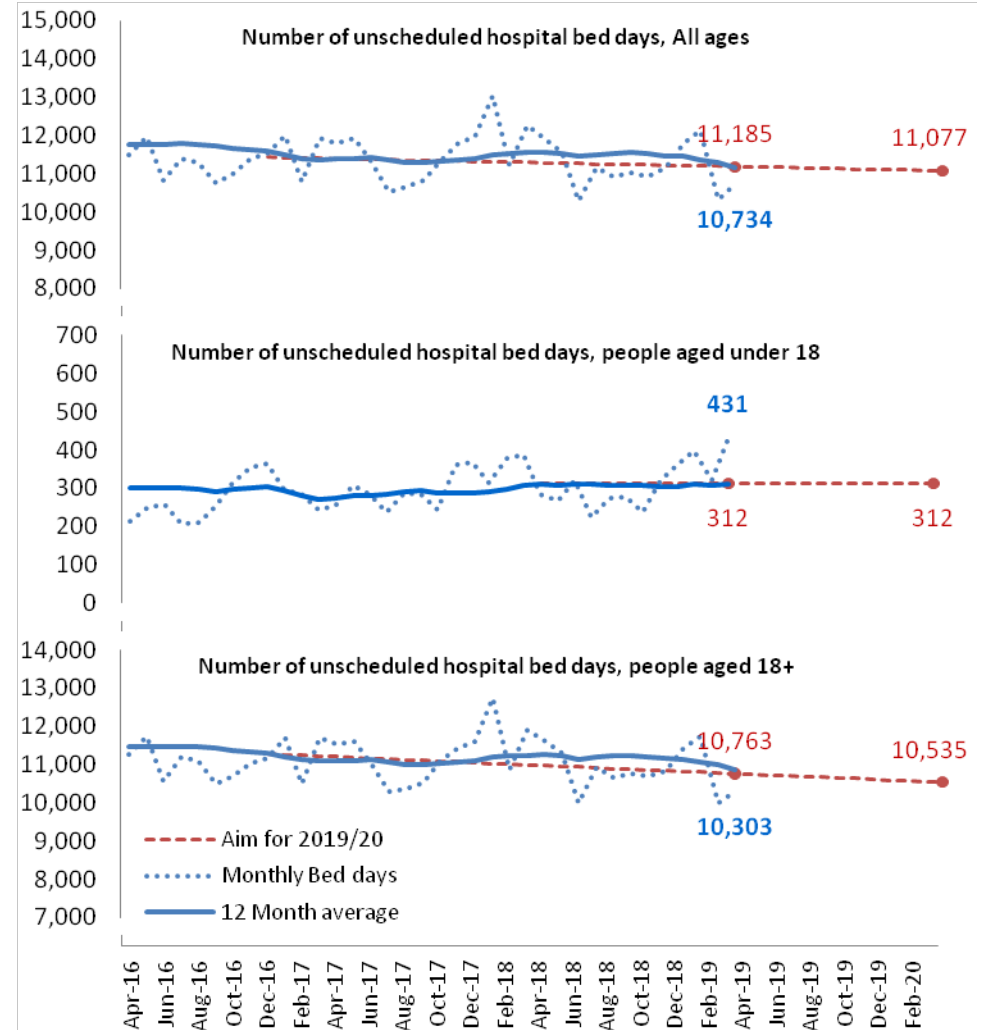 15,000
Number of unscheduled hospital bed days, All ages
14,000
13,000
12,000
11,185
11,077
11,000
10,000
10,734
9,000
8,000
700
Number of unscheduled hospital bed days, people aged under 18
600
500
431
400
300
312
312
200
100
0
14,000
Number of unscheduled hospital bed days, people aged 18+
13,000
12,000
10,763
10,535
11,000
10,000
10,303
9,000
Aim for 2019/20
8,000
Monthly Bed days
7,000
12 Month average
Apr-16
Jun-16
Aug-16
Oct-16
Dec-16
Feb-17
Apr-17
Jun-17
Aug-17
Oct-17
Dec-17
Feb-18
Apr-18
Jun-18
Aug-18
Oct-18
Dec-18
Feb-19
Apr-19
Jun-19
Aug-19
Oct-19
Dec-19
Feb-20